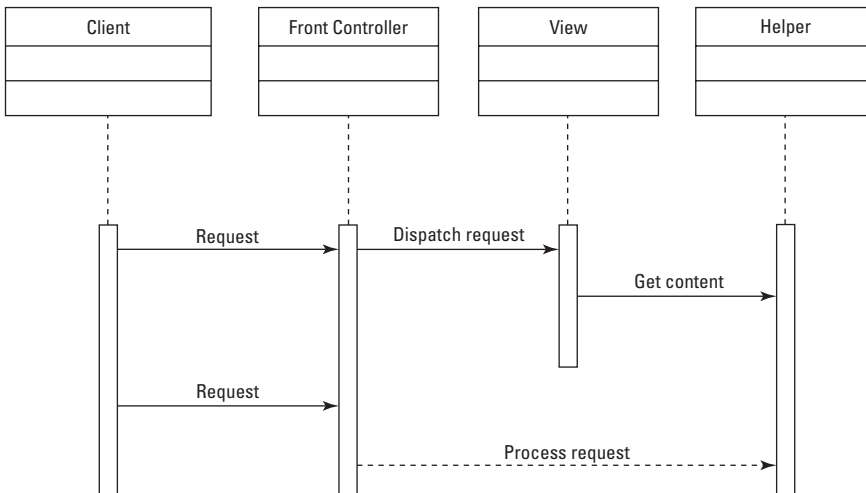 Client
Front Controller
View
Helper
Request
Dispatch request
Get content
Request
Process request